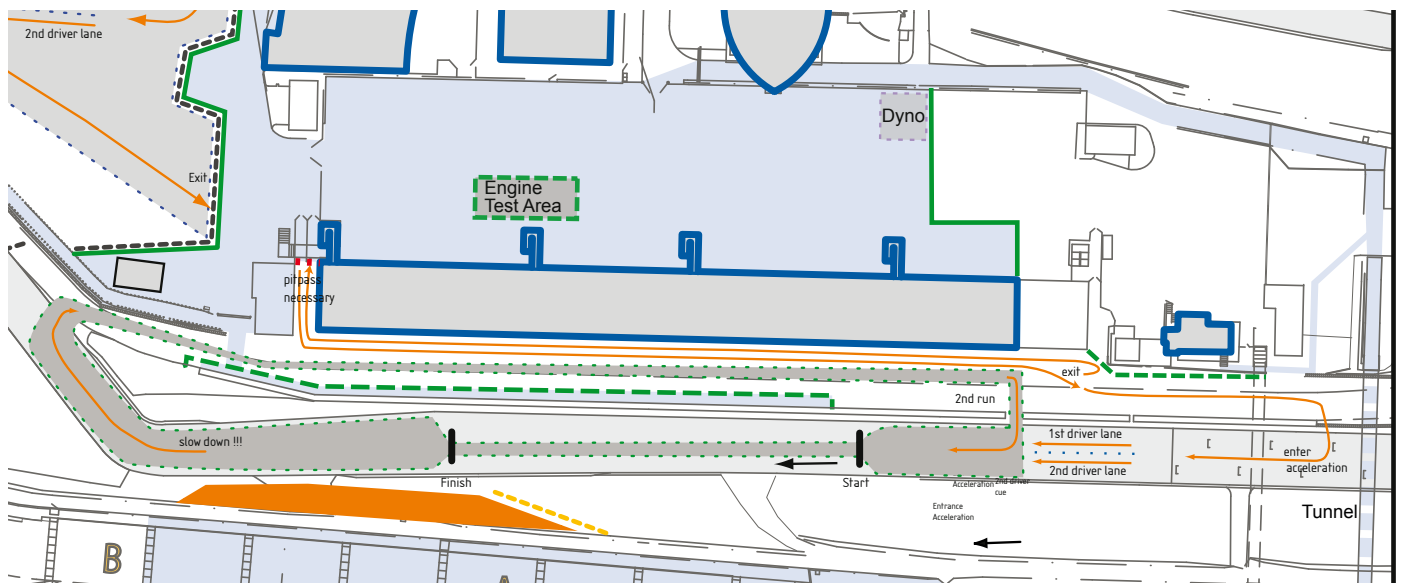 2nd driver lane
Dyno
Exit
Engine
Test Area
pitpass
necessary
exit
2nd run
slow down !!!
1st driver lane
2nd driver lane
enter
acceleration
Finish
Start
Acceleration
2nd driver
cue
Entrance
Acceleration
Tunnel
B